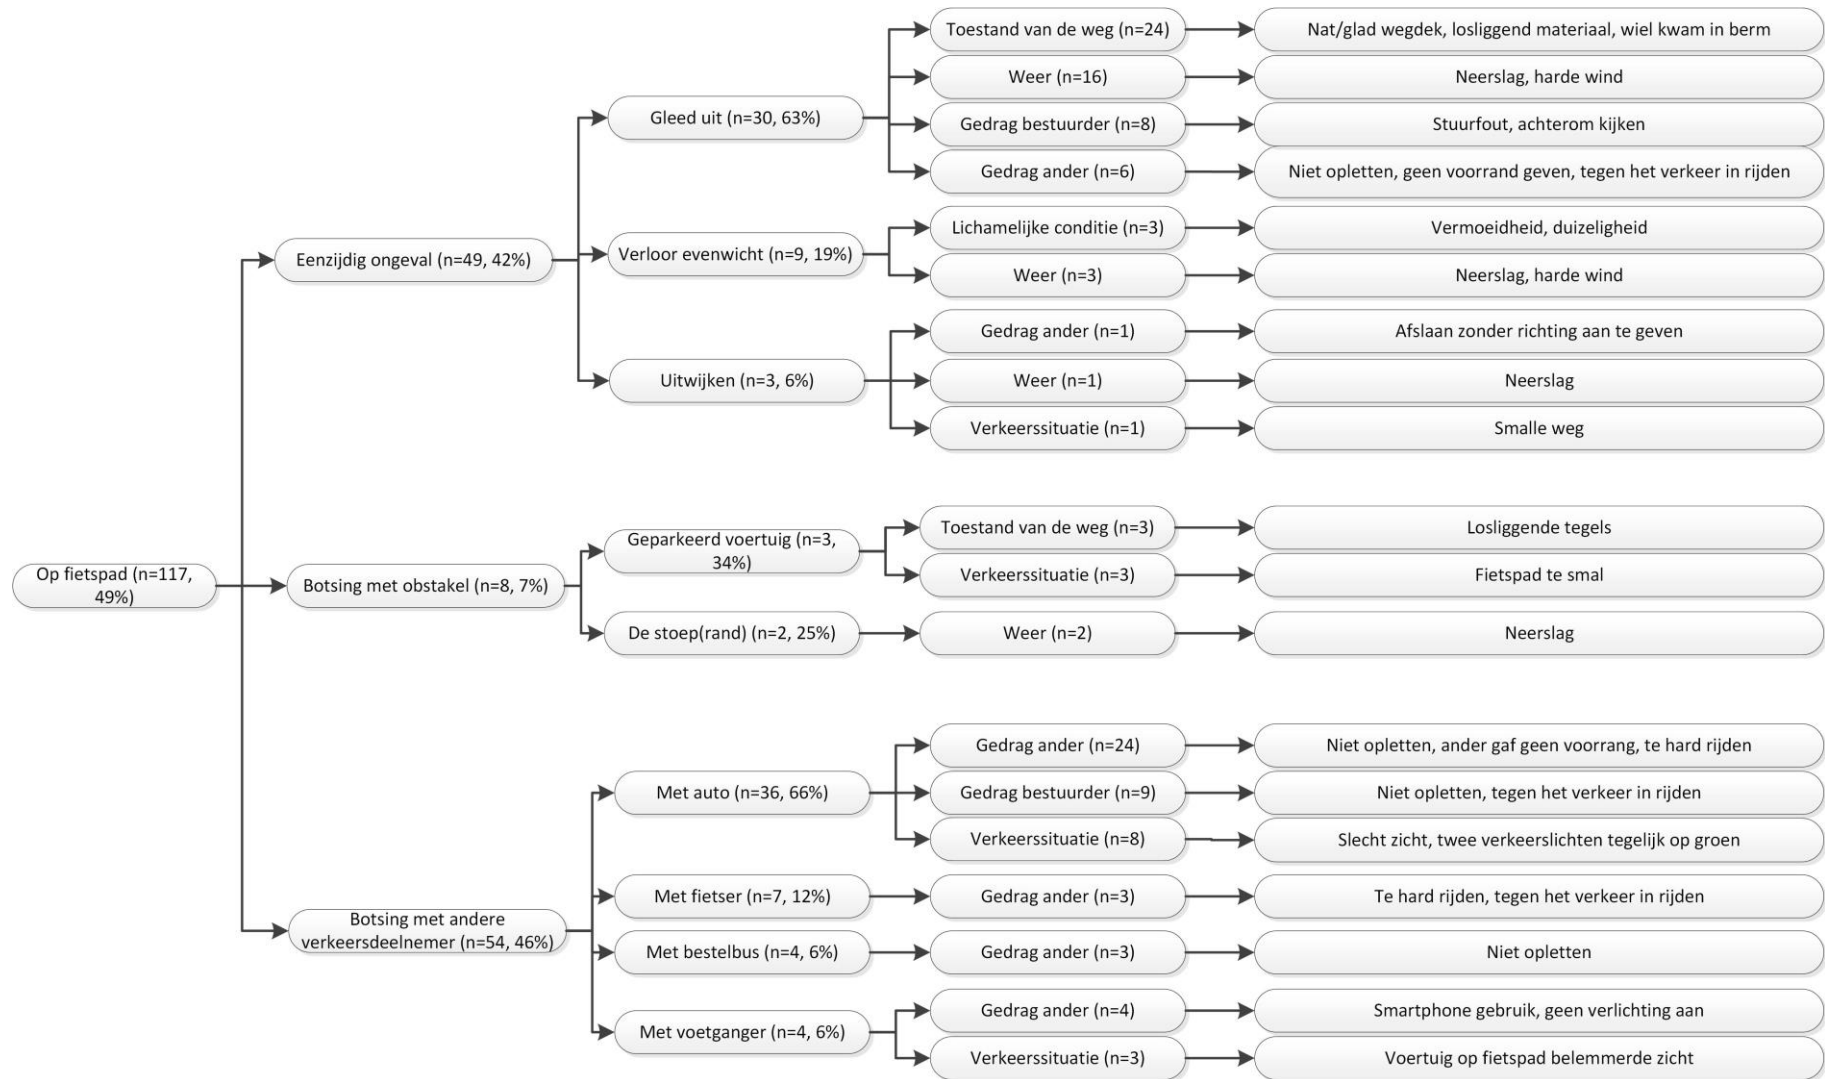 Op fietspad (n=117,
49%)
Eenzijdig ongeval (n=49, 42%)
Gleed uit (n=30, 63%)
Toestand van de weg (n=24)
Nat/glad wegdek, losliggend materiaal, wiel kwam in berm
Weer (n=16)
Neerslag, harde wind
Gedrag bestuurder (n=8)
Stuurfout, achterom kijken
Gedrag ander (n=6)
Niet opletten, geen voorrand geven, tegen het verkeer in rijden
Verloor evenwicht (n=9, 19%)
Lichamelijke conditie (n=3)
Vermoeidheid, duizeligheid
Weer (n=3)
Neerslag, harde wind
Uitwijken (n=3, 6%)
Gedrag ander (n=1)
Afslaan zonder richting aan te geven
Weer (n=1)
Neerslag
Verkeerssituatie (n=1)
Smalle weg
Botsing met obstakel (n=8, 7%)
Geparkeerd voertuig (n=3,
34%)
Toestand van de weg (n=3)
Losliggende tegels
Verkeerssituatie (n=3)
Fietspad te smal
De stoep(rand) (n=2, 25%)
Weer (n=2)
Neerslag
Botsing met andere
verkeersdeelnemer (n=54, 46%)
Met auto (n=36, 66%)
Gedrag ander (n=24)
Niet opletten, ander gaf geen voorrang, te hard rijden
Gedrag bestuurder (n=9)
Niet opletten, tegen het verkeer in rijden
Verkeerssituatie (n=8)
Slecht zicht, twee verkeerslichten tegelijk op groen
Met fietser (n=7, 12%)
Gedrag ander (n=3)
Te hard rijden, tegen het verkeer in rijden
Met bestelbus (n=4, 6%)
Gedrag ander (n=3)
Niet opletten
Met voetganger (n=4, 6%)
Gedrag ander (n=4)
Smartphone gebruik, geen verlichting aan
Verkeerssituatie (n=3)
Voertuig op fietspad belemmerde zicht